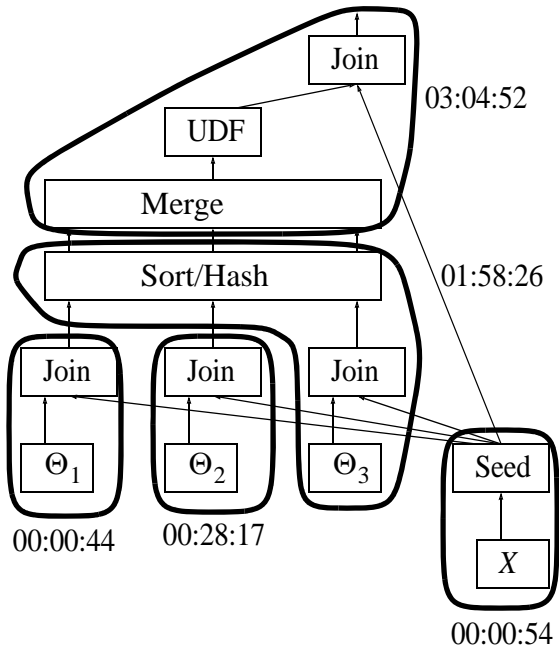 Join
03:04:52
UDF
Merge
Sort/Hash
01:58:26
Join
Join
Join
Θ1
Θ2
Θ3
Seed
00:00:44
00:28:17
X
00:00:54